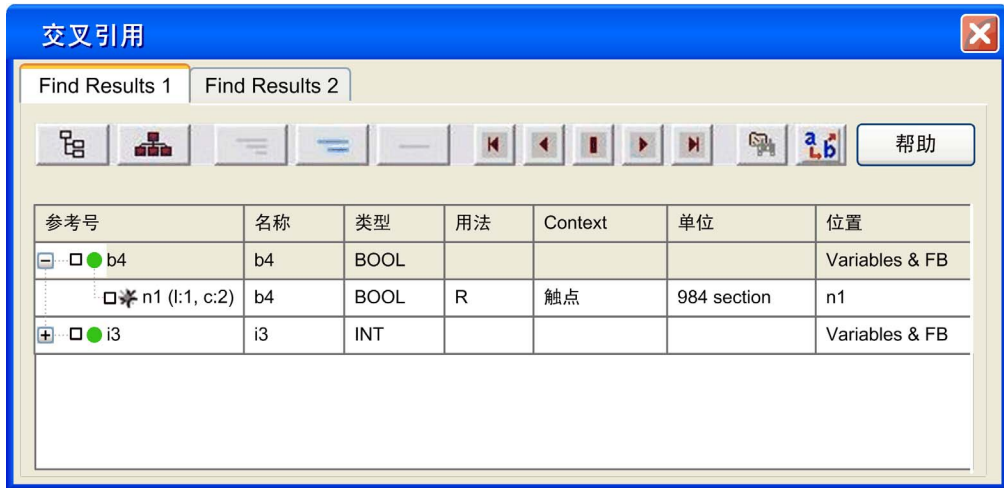 交叉引用
Find Results 1 Find Results 2
a b 帮助
参考号 名称 类型 用法 Context 单位 位置
b4 b4 BOOL Variables & FB
n1 (l:1, c:2) b4 BOOL R 触点 984 section n1
i3 i3 INT Variables & FB